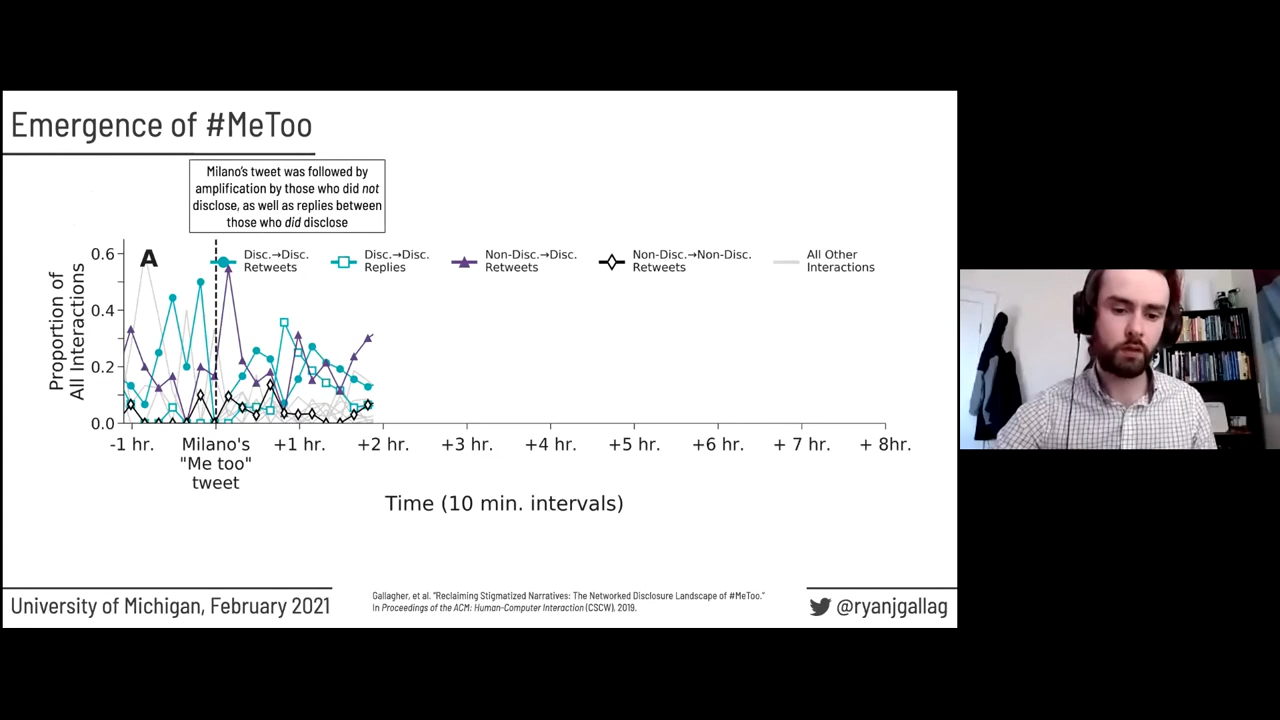 Emergence of #MeToo
Milano's tweet was followed by
amplification by those who did not
disclose, as well as replies between
those who did disclose
A
Disc.→Disc.
Retweets
Disc.→Disc.
Replies
Non-Disc.→Disc.
Retweets
Non-Disc.→Non-Disc.
Retweets
All Other
Interactions
Proportion of
All Interactions
0.6
0.4
0.2
0.0
-1 hr.
Milano's
"Me too"
tweet
+1 hr.
+2 hr.
+3 hr.
+4 hr.
+5 hr.
+6 hr.
+ 7 hr.
+ 8hr.
Time (10 min. intervals)
University of Michigan, February 2021
Gallagher, et al. "Reclaiming Stigmatized Narratives: The Networked Disclosure Landscape of #MeToo."
In Proceedings of the ACM: Human-Computer Interaction (CSCW), 2019.
@ryanjgallag